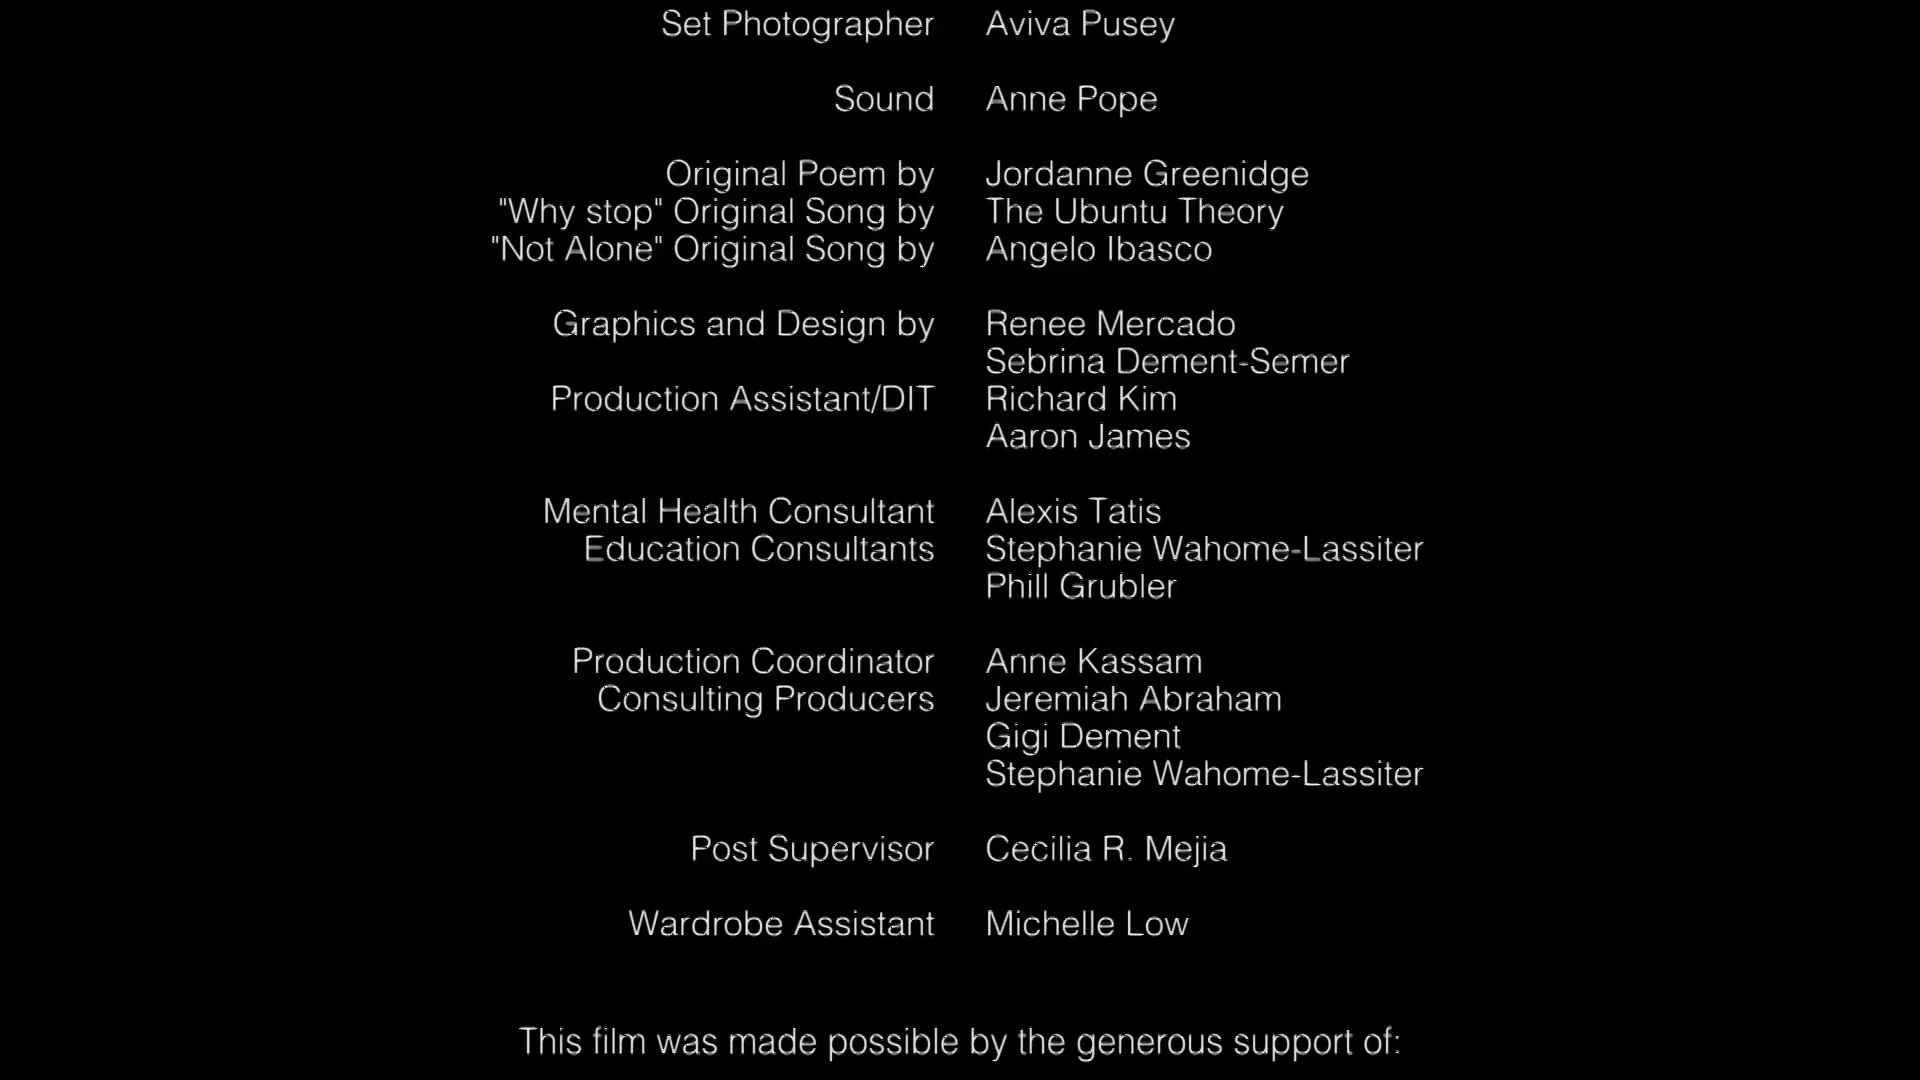 Set Photographer Aviva Pusey
Sound Anne Pope
Original Poem by Jordanne Greenidge
"Why stop" Original Song by The Ubuntu Theory
"Not Alone" Original Song by Angelo Ibasco
Graphics and Design by Renee Mercado
Sebrina Dement-Semer
Production Assistant/DIT Richard Kim
Aaron James
Mental Health Consultant Alexis Tatis
Education Consultants Stephanie Wahome-Lassiter
Phill Grubler
Production Coordinator Anne Kassam
Consulting Producers Jeremiah Abraham
Gigi Dement
Stephanie Wahome-Lassiter
Post Supervisor Cecilia R. Mejia
Wardrobe Assistant Michelle Low
This film was made possible by the generous support of: